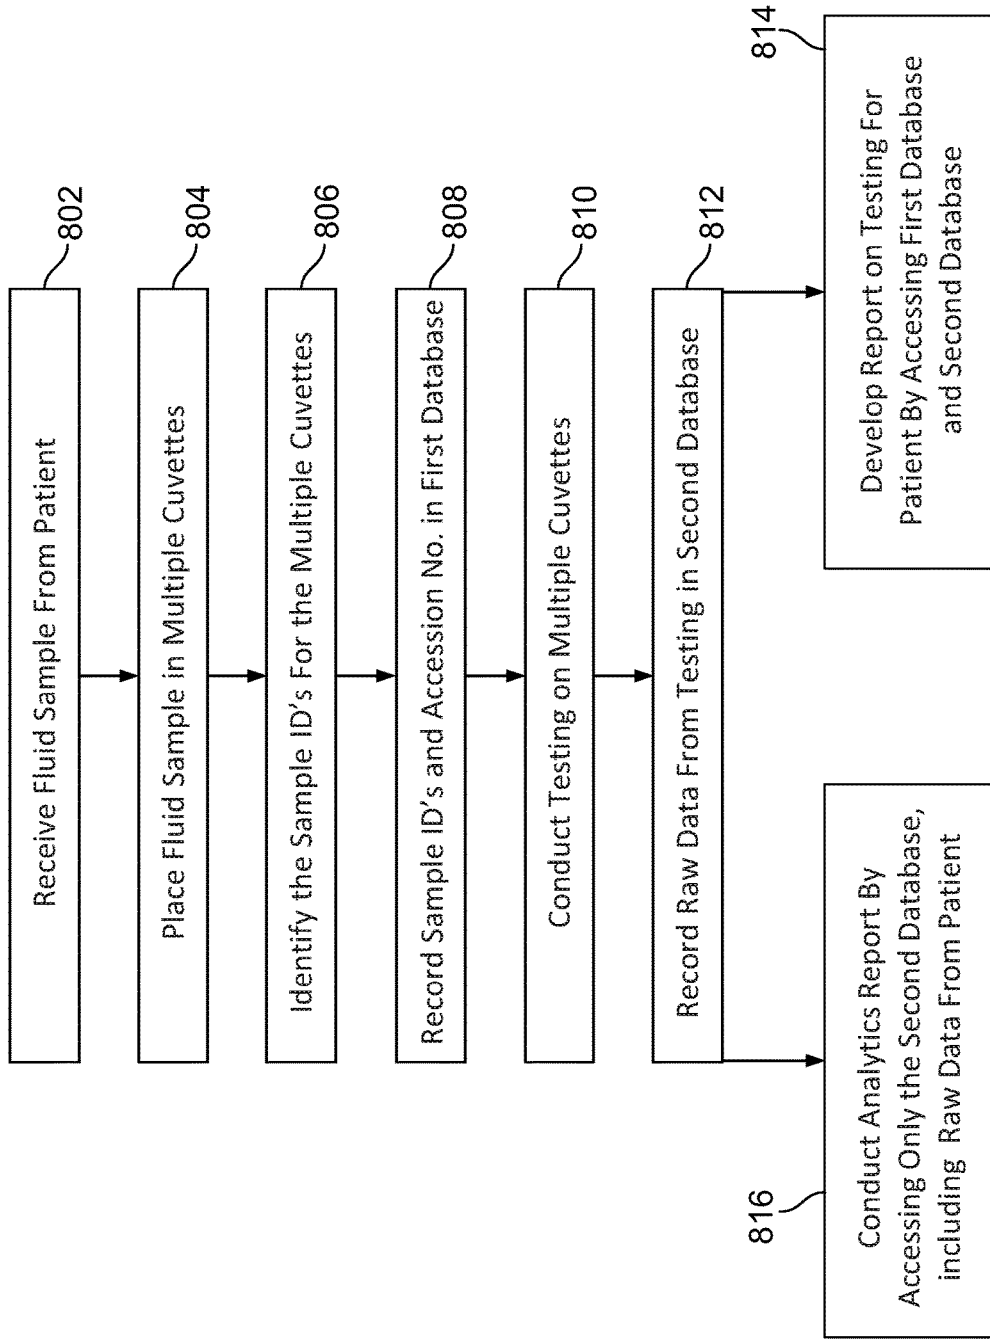 Receive Fluid Sample From Patient
802
Place Fluid Sample in Multiple Cuvettes
804
Identify the Sample ID's For the Multiple Cuvettes
806
Record Sample ID's and Accession No. in First Database
808
Conduct Testing on Multiple Cuvettes
810
Record Raw Data From Testing in Second Database
812
816
Conduct Analytics Report By
Accessing Only the Second Database,
including Raw Data From Patient
814
Develop Report on Testing For
Patient By Accessing First Database
and Second Database